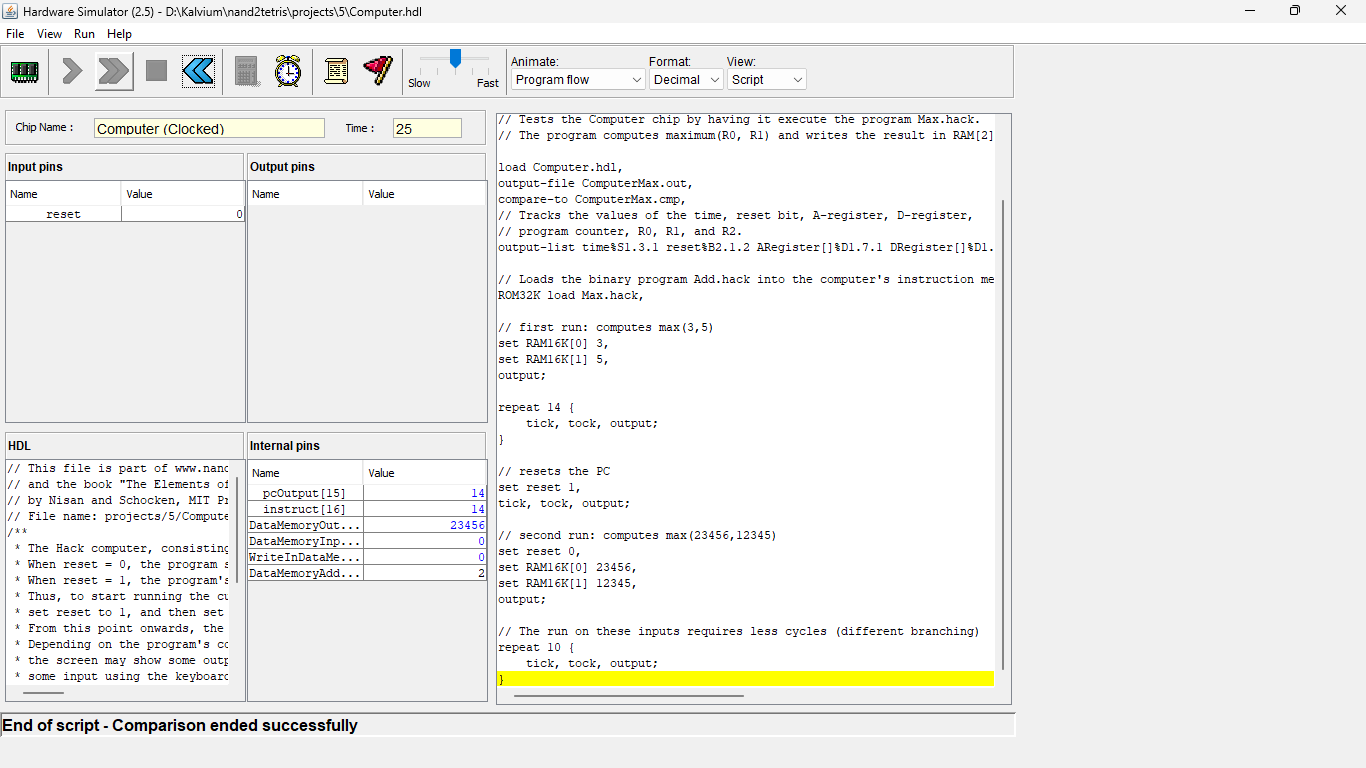 Hardware Simulator (2.5) - D:\Kalvium\nand2tetris\projects\5\Computer.hdl
File View Run Help
Slow Fast
Animate: Format: View:
Program flow Decimal Script
Chip Name : Computer (Clocked) Time : 25
Input pins
Name Value
reset 0
Output pins
Name Value
HDL
// This file is part of www.nand
// and the book "The Elements of
// by Nisan and Schocken, MIT Pr
// File name: projects/5/Compute
/**
* The Hack computer, consisting
* When reset = 0, the program s
* When reset = 1, the program's
* Thus, to start running the cu
* set reset to 1, and then set
* From this point onwards, the
* Depending on the program's co
* the screen may show some outp
* some input using the keyboard
Internal pins
Name Value
pcOutput[15] 14
instruct[16] 14
DataMemoryOut... 23456
DataMemoryInp... 0
WriteInDataMe... 0
DataMemoryAdd... 2
// Tests the Computer chip by having it execute the program Max.hack.
// The program computes maximum(R0, R1) and writes the result in RAM[2]
load Computer.hdl,
output-file ComputerMax.out,
compare-to ComputerMax.cmp,
// Tracks the values of the time, reset bit, A-register, D-register,
// program counter, R0, R1, and R2.
output-list time%S1.3.1 reset%B2.1.2 ARegister[]%D1.7.1 DRegister[]%D1.
// Loads the binary program Add.hack into the computer's instruction me
ROM32K load Max.hack,
// first run: computes max(3,5)
set RAM16K[0] 3,
set RAM16K[1] 5,
output;
repeat 14 {
tick, tock, output;
}
// resets the PC
set reset 1,
tick, tock, output;
// second run: computes max(23456,12345)
set reset 0,
set RAM16K[0] 23456,
set RAM16K[1] 12345,
output;
// The run on these inputs requires less cycles (different branching)
repeat 10 {
tick, tock, output;
}
End of script - Comparison ended successfully